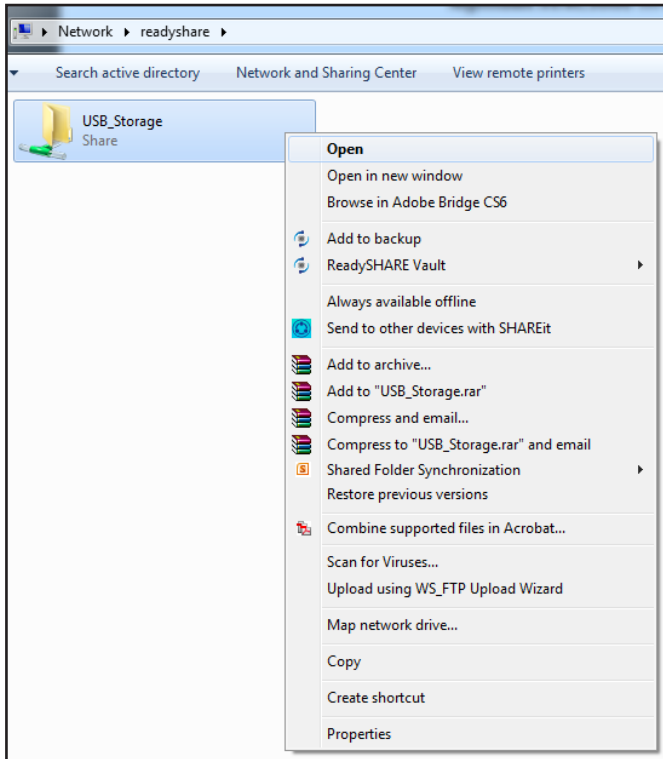 Network readyshare
Search active directory Network and Sharing Center View remote printers
USB_Storage
Share
Open
Open in new window
Browse in Adobe Bridge CS6
Add to backup
ReadySHARE Vault
Always available offline
Send to other devices with SHAREit
Add to archive...
Add to "USB_Storage.rar"
Compress and email...
Compress to "USB_Storage.rar" and email
Shared Folder Synchronization
Restore previous versions
Combine supported files in Acrobat...
Scan for Viruses...
Upload using WS_FTP Upload Wizard
Map network drive...
Copy
Create shortcut
Properties